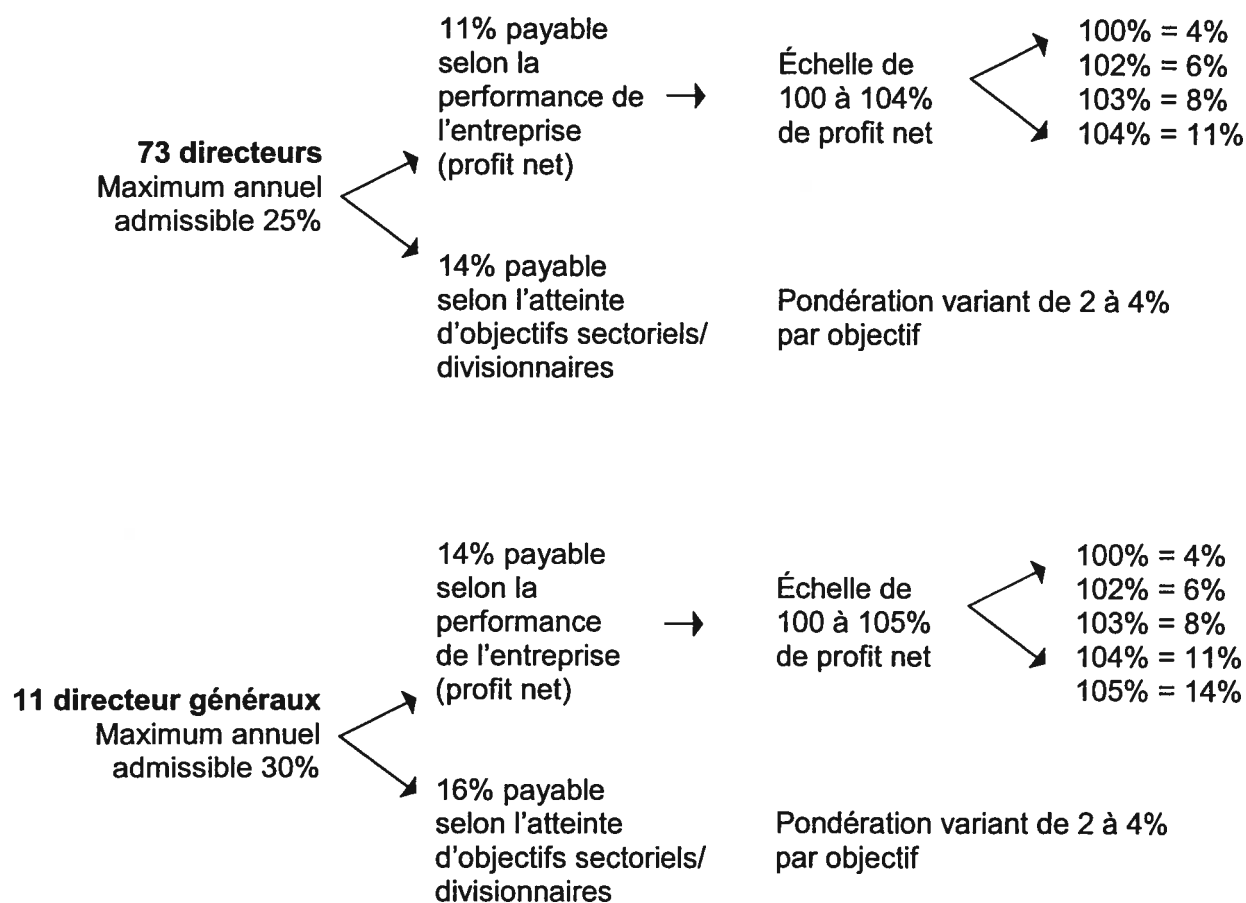 73 directeurs
Maximum annuel
admissible 25%
11% payable
selon la
performance de
l'entreprise
(profit net)
Échelle de
100 à 104%
de profit net
100% = 4%
102% = 6%
103% = 8%
104% = 11%
14% payable
selon l'atteinte
d'objectifs sectoriels/
divisionnaires
Pondération variant de 2 à 4%
par objectif
11 directeur généraux
Maximum annuel
admissible 30%
14% payable
selon la
performance
de l'entreprise
(profit net)
Échelle de
100 à 105%
de profit net
100% = 4%
102% = 6%
103% = 8%
104% = 11%
105% = 14%
16% payable
selon l'atteinte
d'objectifs sectoriels/
divisionnaires
Pondération variant de 2 à 4%
par objectif